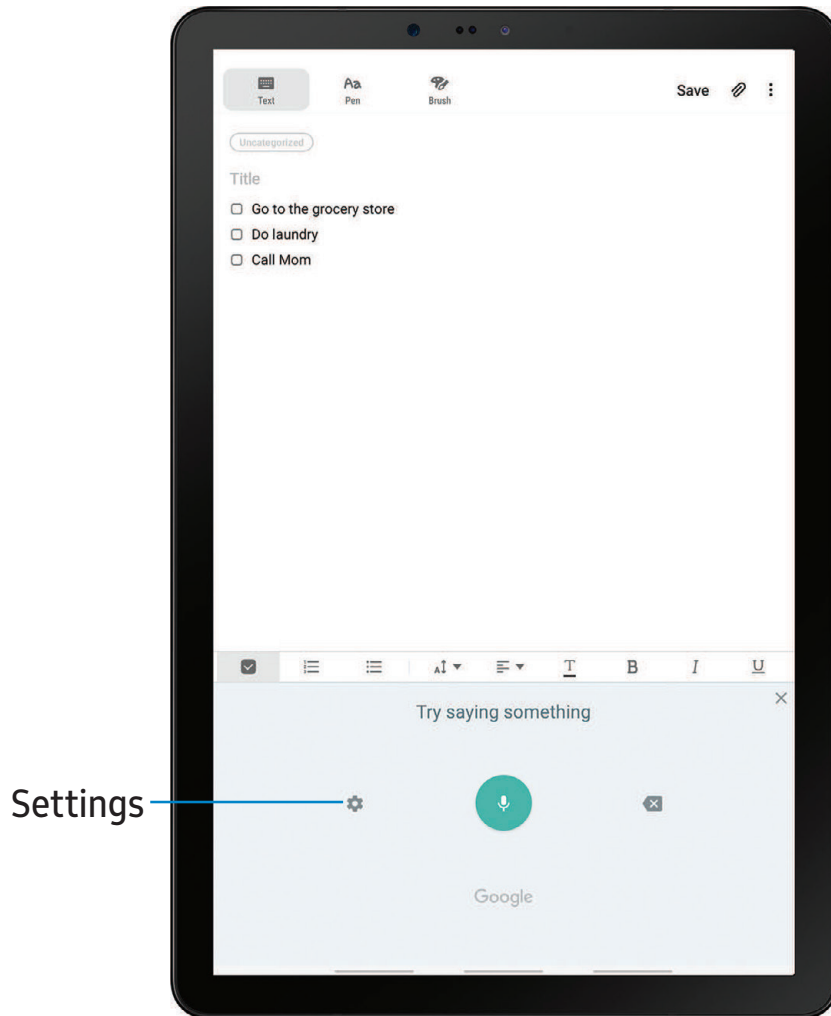 Aa
Text
Pen
Brush
Save
Uncategorized
Title
Go to the grocery store
Do laundry
Call Mom
A
T
B
I
U
Try saying something
Settings
Google